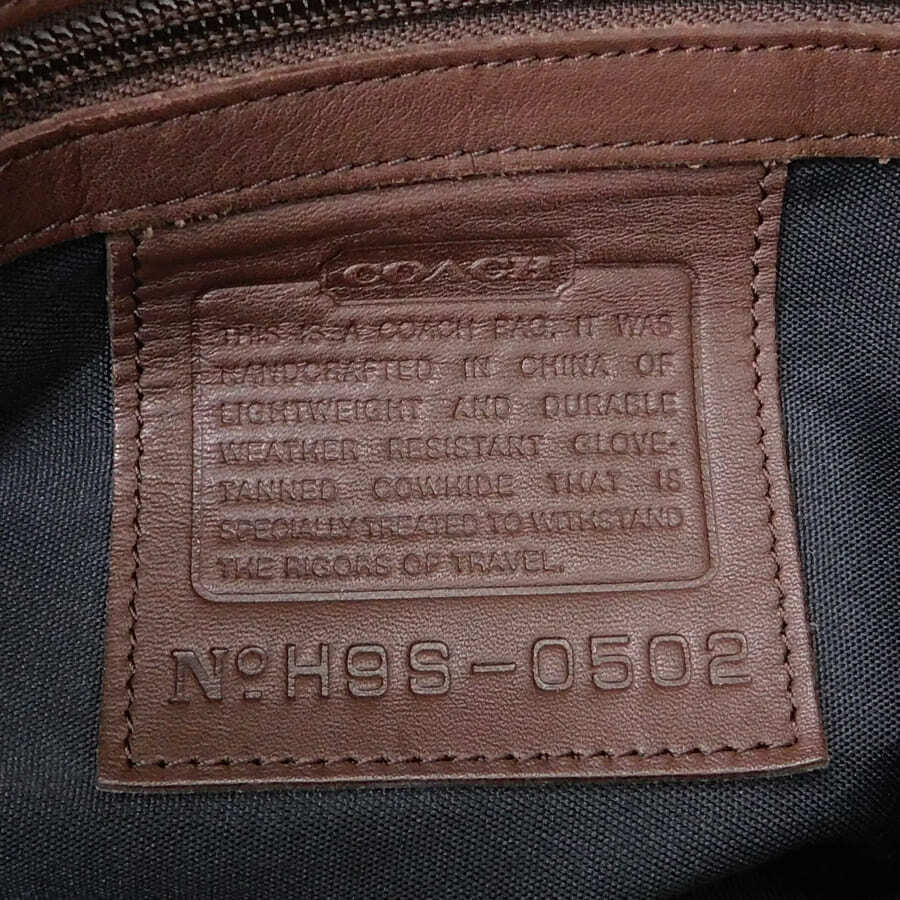 COACH
THIS IS A COACH BAG. IT WAS
HANDCRAFTED IN CHINA OF
LIGHTWEIGHT AND DURABLE
WEATHER RESISTANT GLOVE-
TANNED COWHIDE THAT IS
SPECIALLY TREATED TO WITHSTAND
THE RIGORS OF TRAVEL.
Nº H9S-0502